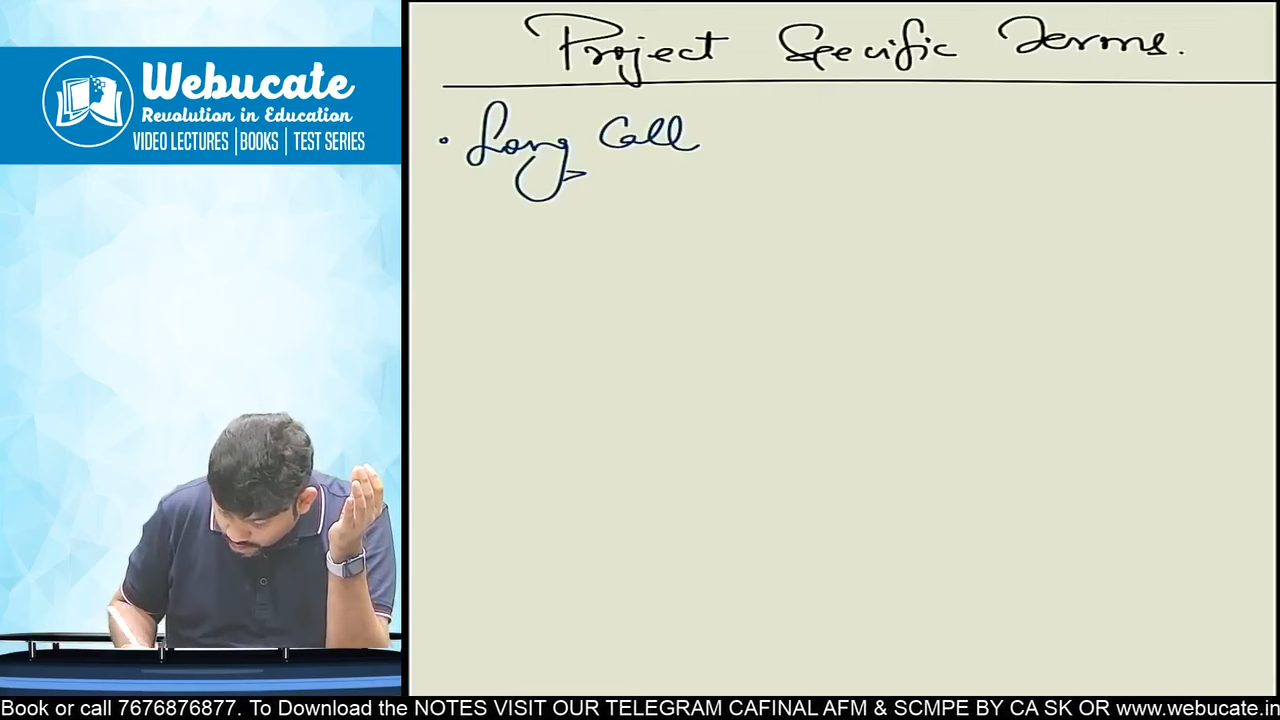 Project Specific Terms.
Webucate
Revolution in Education
VIDEO LECTURES | BOOKS | TEST SERIES
• Long Call
Book or call 7676876877. To Download the NOTES VISIT OUR TELEGRAM CAFINAL AFM & SCMPE BY CA SK OR www.webucate.in